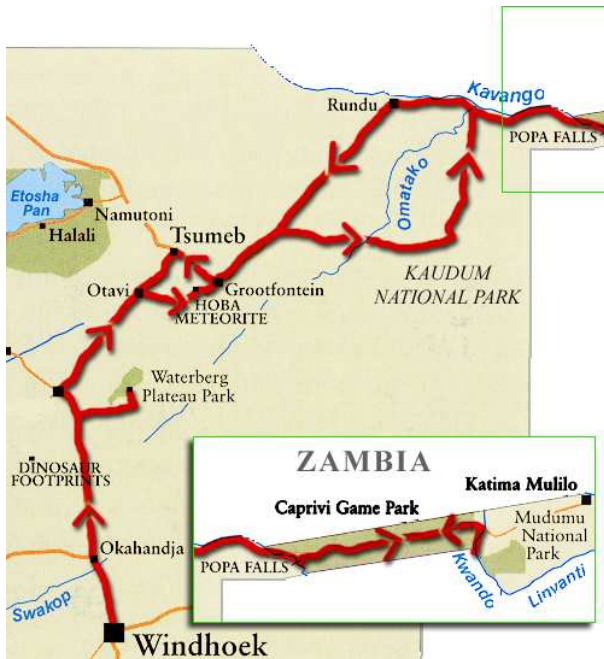 Kavango
Rundu
POPA FALLS
Omatako
Etosha
Pan
Namutoni
Halali
Tsumeb
KAUDUM
NATIONAL PARK
Otavi
Grootfontein
HOBA
METEORITE
Waterberg
Plateau Park
DINOSAUR
FOOTPRINTS
Okahandja
Swakop
Windhoek
ZAMBIA
Katima Mulilo
Caprivi Game Park
Mudumu
National
Park
POPA FALLS
Kwando
Linvanti